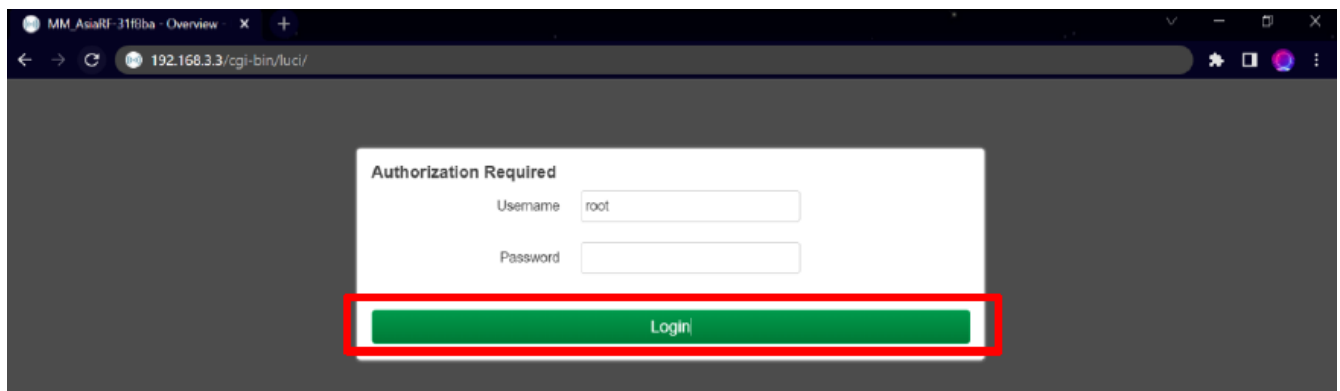 MM_AsiaRF-31f8ba - Overview -
192.168.3.3/cgi-bin/luci/
Authorization Required
Username
root
Password
Login